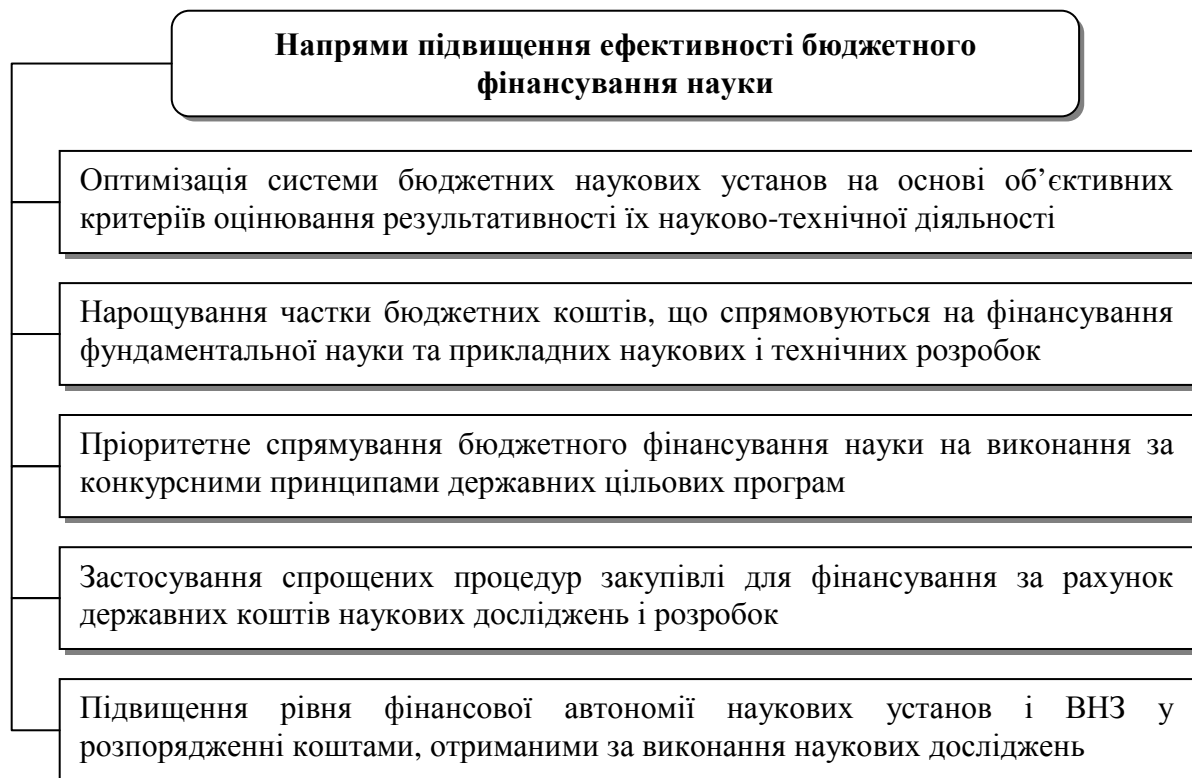 Напрями підвищення ефективності бюджетного
фінансування науки
Оптимізація системи бюджетних наукових установ на основі об’єктивних
критеріїв оцінювання результативності їх науково-технічної діяльності
Нарощування частки бюджетних коштів, що спрямовуються на фінансування
фундаментальної науки та прикладних наукових і технічних розробок
Пріоритетне спрямування бюджетного фінансування науки на виконання за
конкурсними принципами державних цільових програм
Застосування спрощених процедур закупівлі для фінансування за рахунок
державних коштів наукових досліджень і розробок
Підвищення рівня фінансової автономії наукових установ і ВНЗ у
розпорядженні коштами, отриманими за виконання наукових досліджень